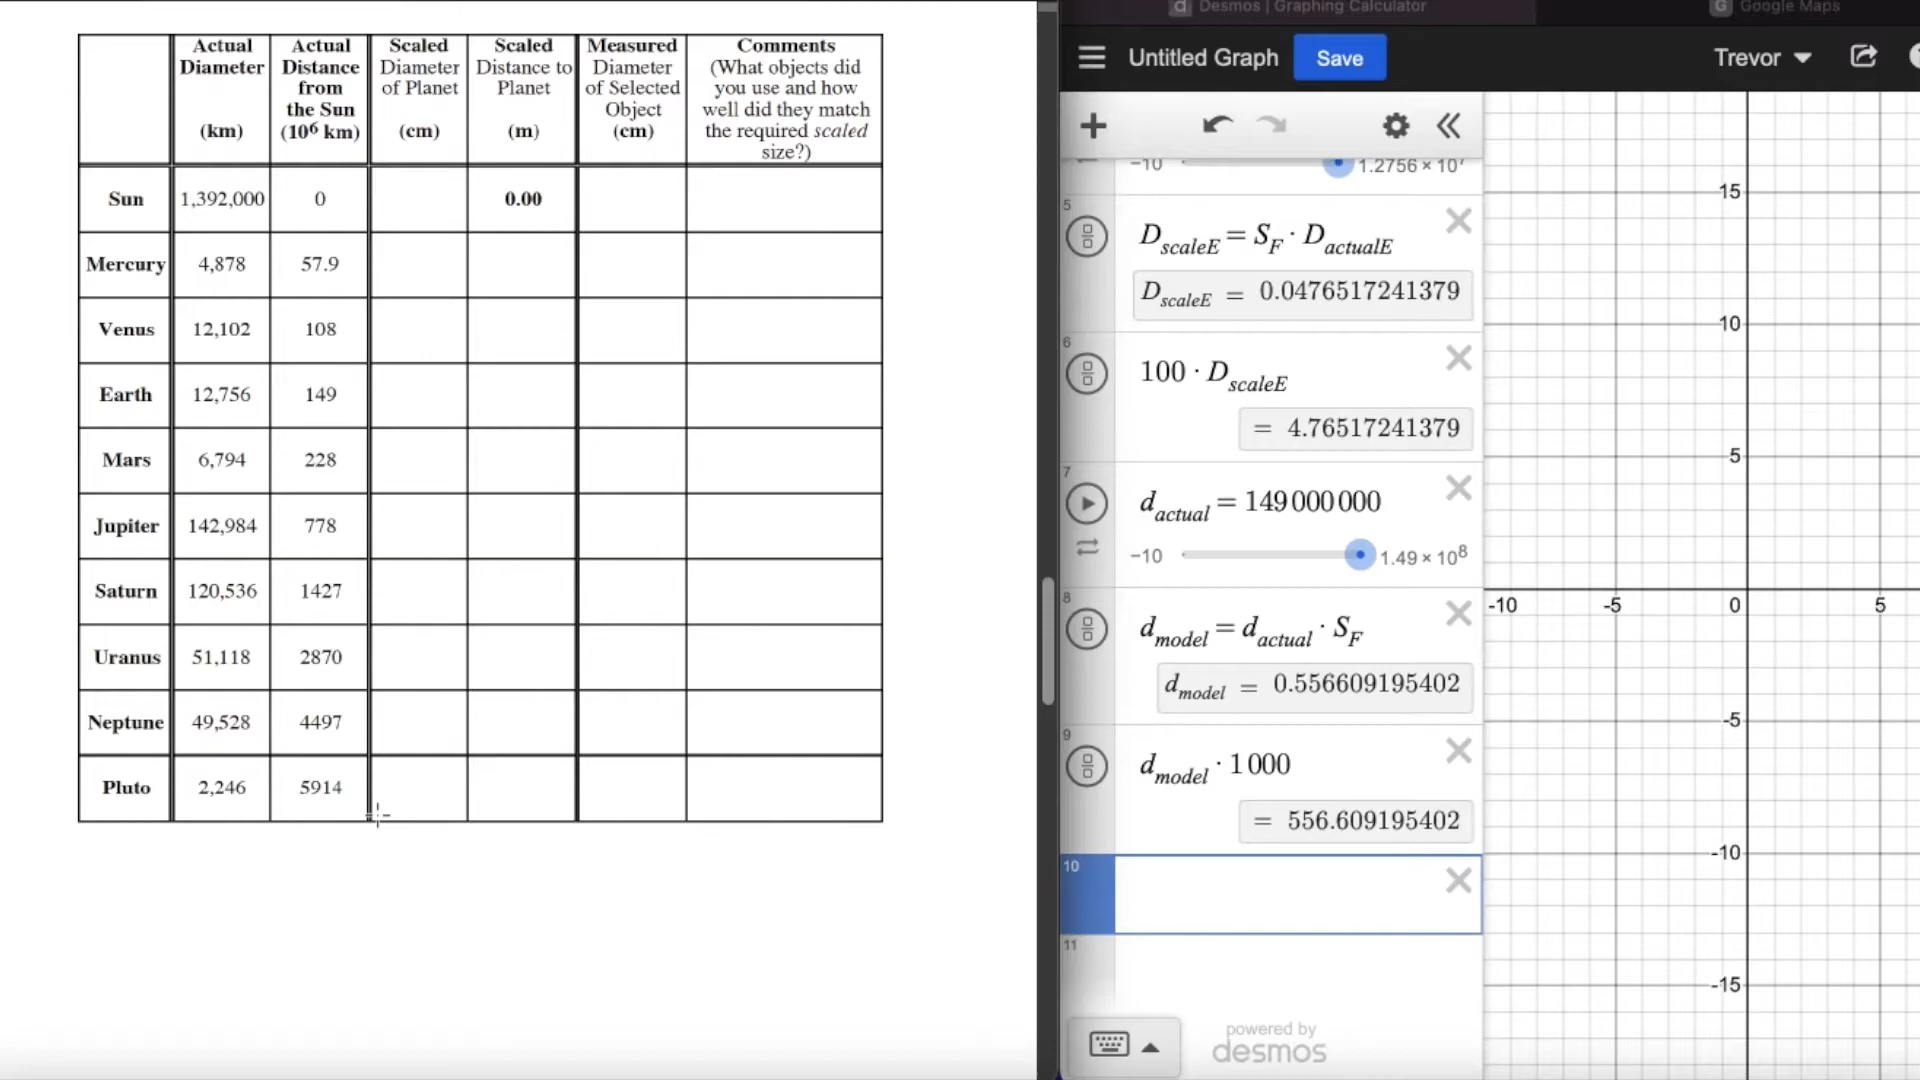 Actual Diameter (km)
Actual Distance from the Sun (10⁶ km)
Scaled Diameter of Planet (cm)
Scaled Distance to Planet (m)
Measured Diameter of Selected Object (cm)
Comments (What objects did you use and how well did they match the required scaled size?)
Sun 1,392,000 0 0.00
Mercury 4,878 57.9
Venus 12,102 108
Earth 12,756 149
Mars 6,794 228
Jupiter 142,984 778
Saturn 120,536 1427
Uranus 51,118 2870
Neptune 49,528 4497
Pluto 2,246 5914
Desmos | Graphing Calculator
G Google Maps
Untitled Graph Save Trevor
-10 1.2756 × 10⁷
5
D_scaleE = S_F · D_actualE
D_scaleE = 0.0476517241379
6
100 · D_scaleE
= 4.76517241379
7
d_actual = 149000000
-10 1.49 × 10⁸
8
d_model = d_actual · S_F
d_model = 0.556609195402
9
d_model · 1000
= 556.609195402
10
11
powered by
desmos
15
10
5
-10 -5 0 5
-5
-10
-15